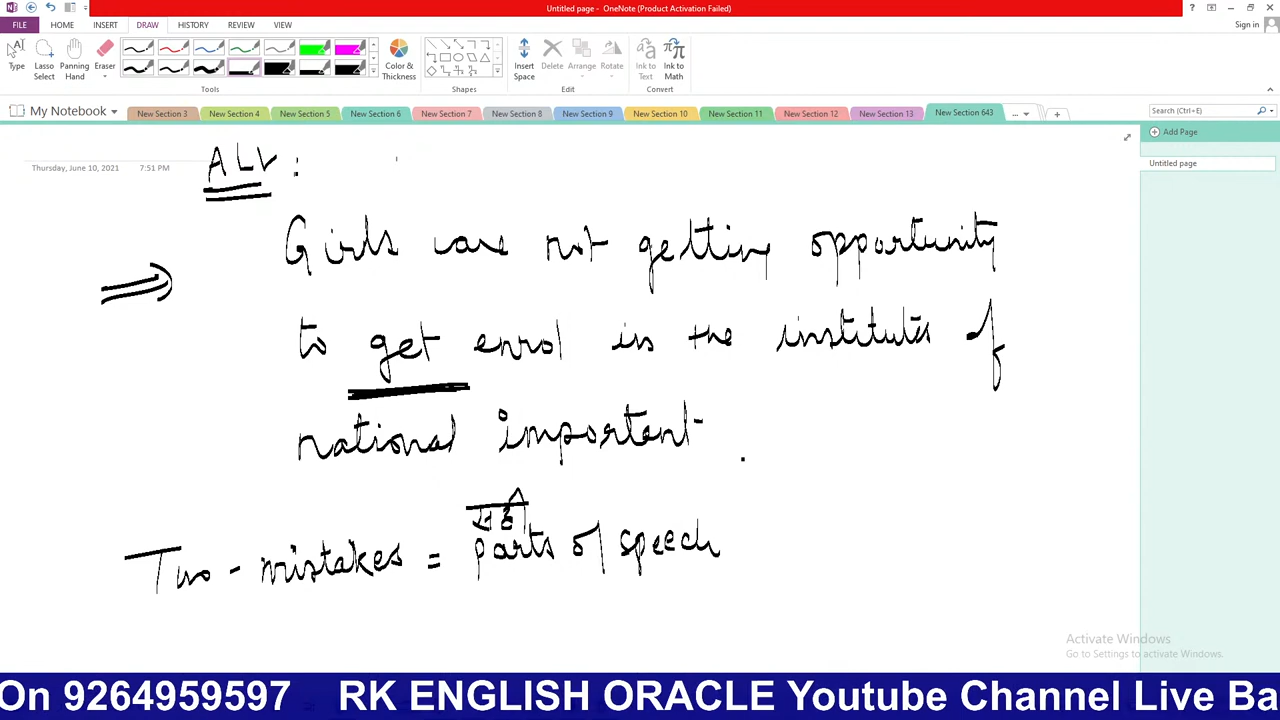 Untitled page - OneNote (Product Activation Failed)
FILE HOME INSERT DRAW HISTORY REVIEW VIEW
Sign in
Type Lasso Select Panning Hand Eraser Color & Thickness Insert Space Delete Arrange Rotate Ink to Text Ink to Math
Tools Shapes Edit Convert
My Notebook New Section 3 New Section 4 New Section 5 New Section 6 New Section 7 New Section 8 New Section 9 New Section 10 New Section 11 New Section 12 New Section 13 New Section 643 ...
Search (Ctrl+E)
Add Page
Untitled page
Thursday, June 10, 2021 7:51 PM
:
Girls are not getting opportunity
⇒
to get enrol in the institutes of
national important .
सही
Two - mistakes = parts of speech
Activate Windows
Go to Settings to activate Windows.
On 9264959597 RK ENGLISH ORACLE Youtube Channel Live Ba